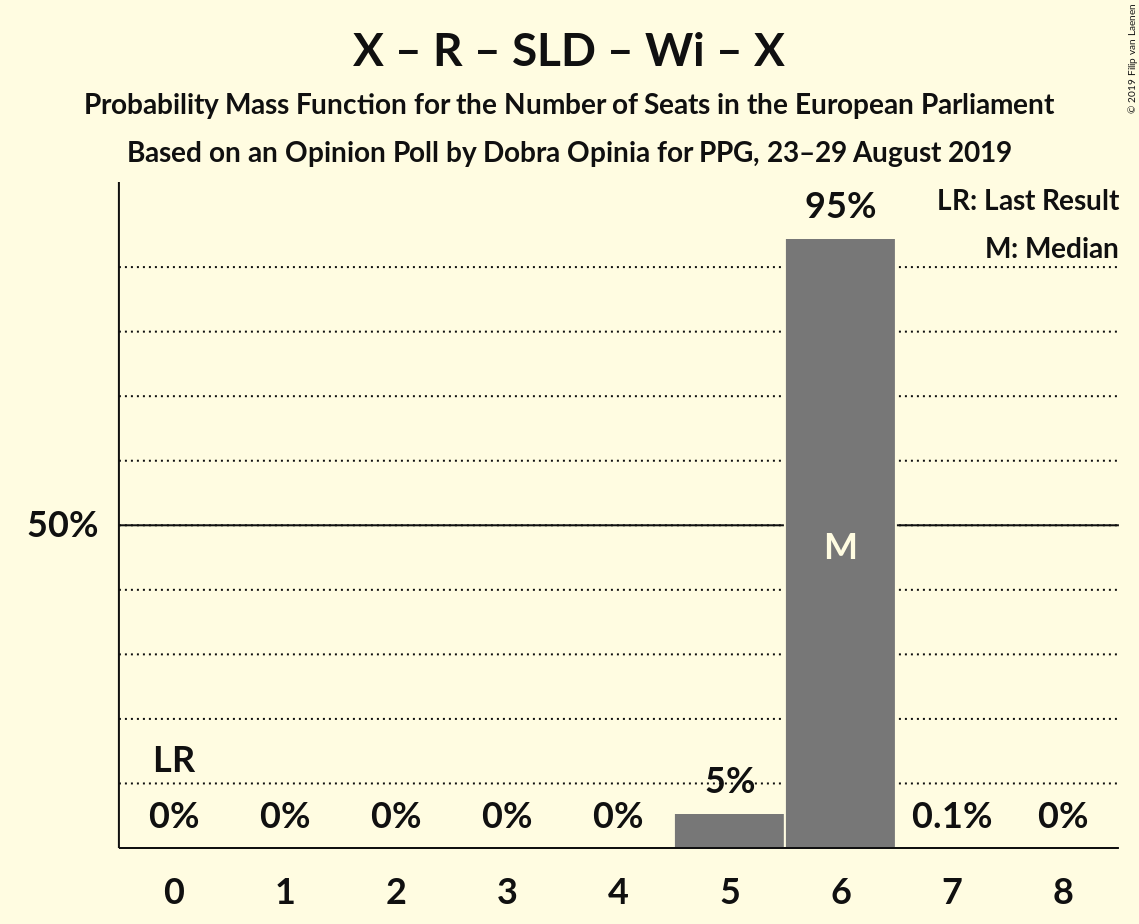 X – R – SLD – Wi – X
Probability Mass Function for the Number of Seats in the European Parliament
Based on an Opinion Poll by Dobra Opinia for PPG, 23–29 August 2019
© 2019 Filip van Laenen
LR: Last Result
M: Median
95%
50%
M
LR
5%
0% 0% 0% 0% 0% 0.1% 0%
0 1 2 3 4 5 6 7 8